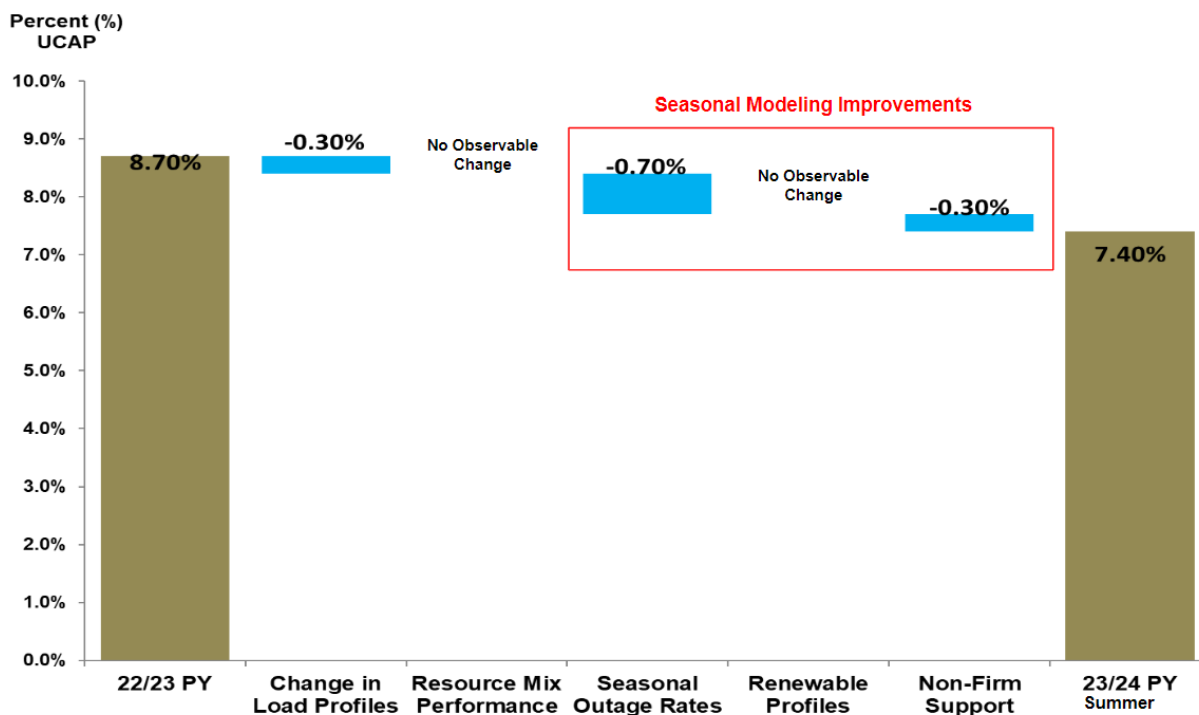 Percent (%)
UCAP
10.0%
9.0%
8.0%
7.0%
6.0%
5.0%
4.0%
3.0%
2.0%
1.0%
0.0%
Seasonal Modeling Improvements
8.70%
-0.30%
No Observable
Change
-0.70%
No Observable
Change
-0.30%
7.40%
22/23 PY
Change in
Load Profiles
Resource Mix
Performance
Seasonal
Outage Rates
Renewable
Profiles
Non-Firm
Support
23/24 PY
Summer